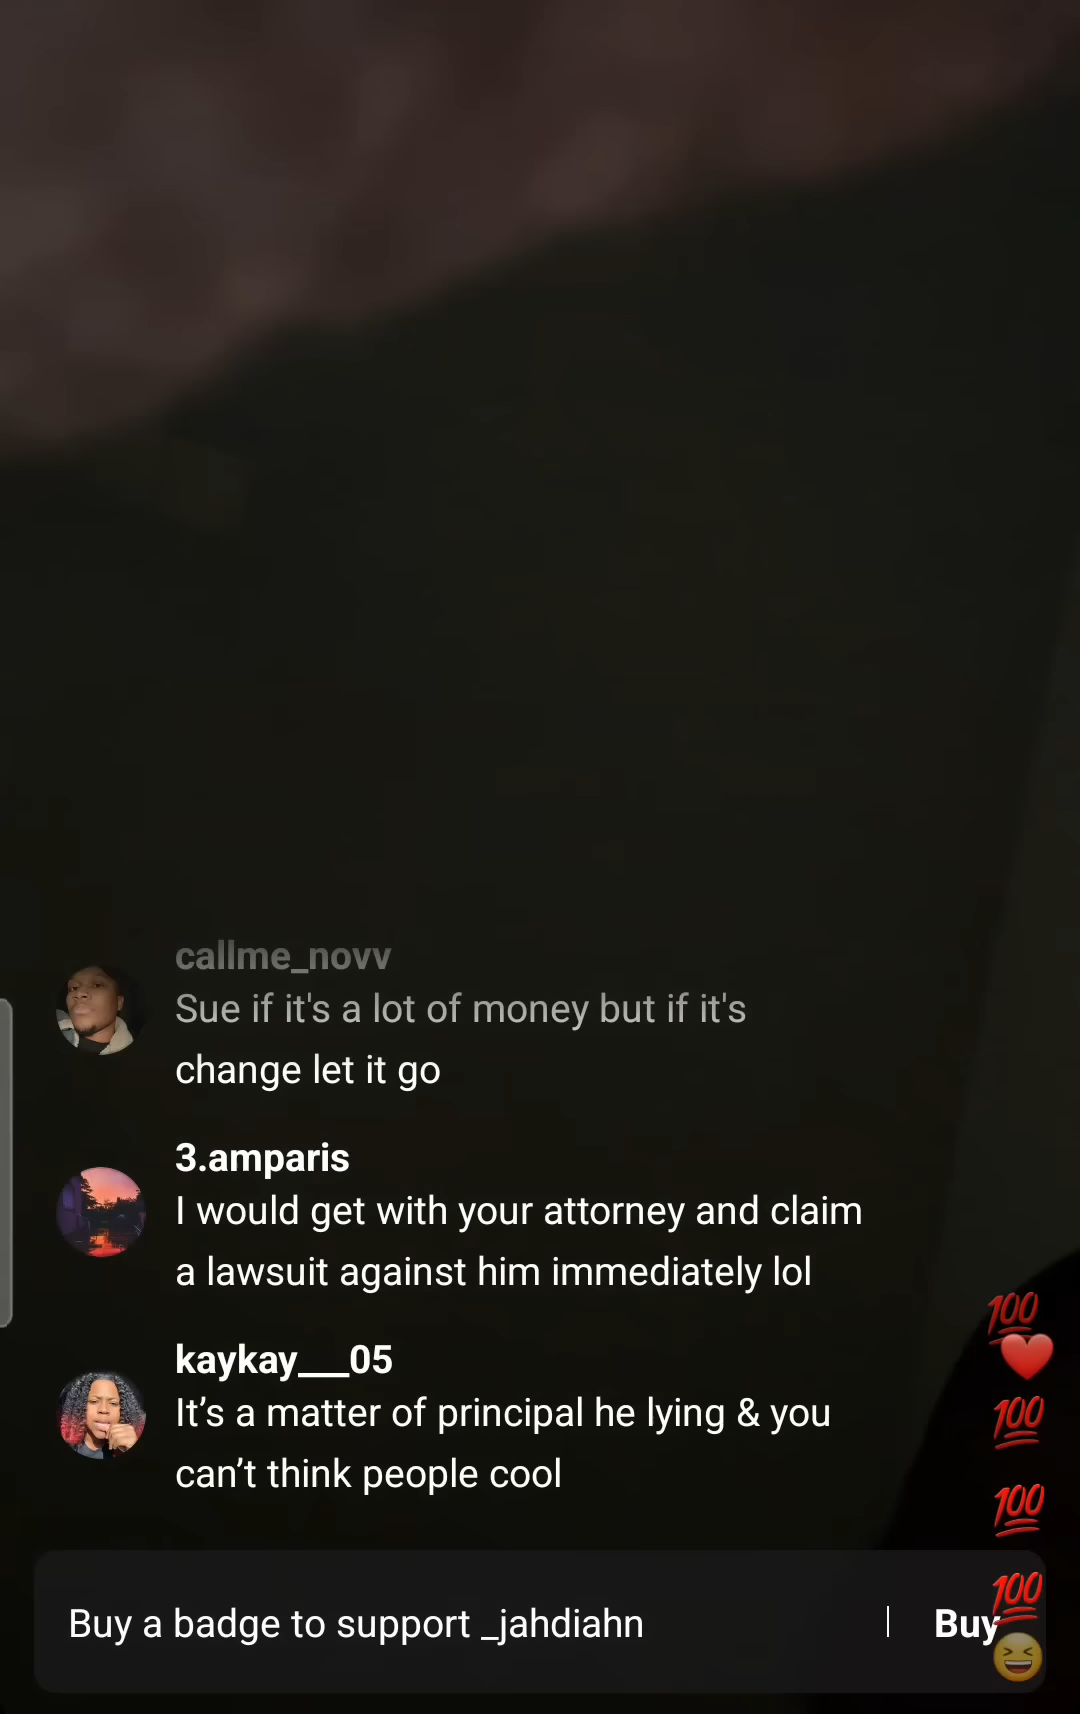 callme_novv
Sue if it's a lot of money but if it's
change let it go
3.amparis
I would get with your attorney and claim
a lawsuit against him immediately lol
kaykay___05
It’s a matter of principal he lying & you
can’t think people cool
💯
❤️
💯
💯
💯
Buy a badge to support _jahdiahn | Buy
😆